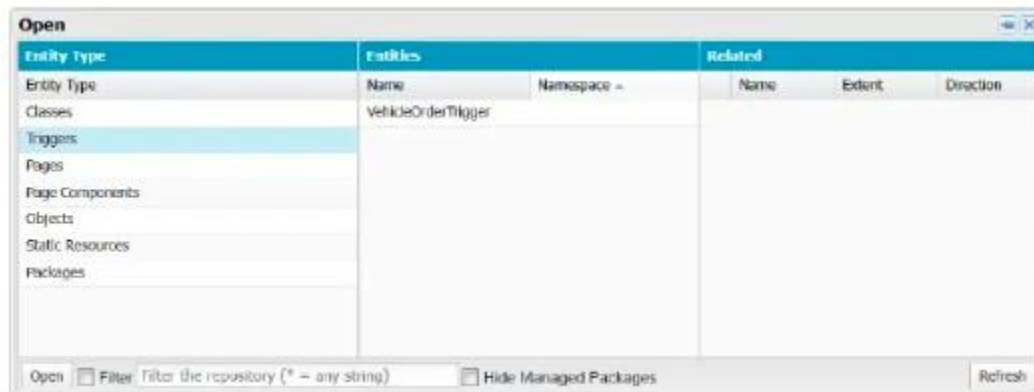 Open
Entity Type Entities Related
Entity Type Name Namespace Name Extent Direction
Classes VehicleOrderTrigger
Triggers
Pages
Page Components
Objects
Static Resources
Packages
Open Filter Filter the repository (* = any string) Hide Managed Packages Refresh